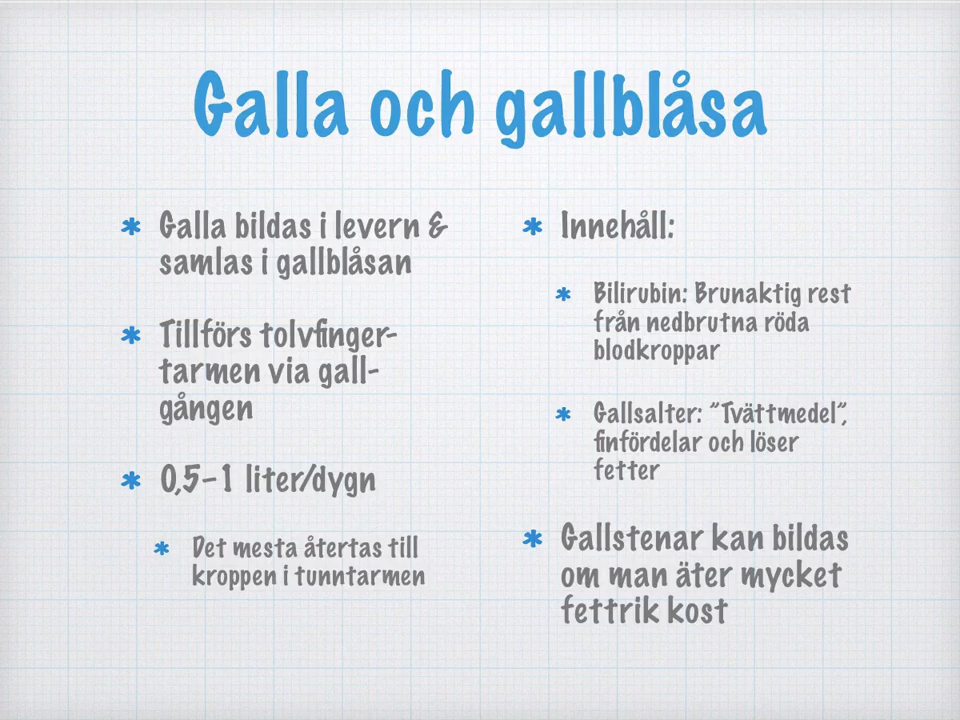 Galla och gallblåsa
Galla bildas i levern &
samlas i gallblåsan
Tillförs tolvfinger-
tarmen via gall-
gången
0,5–1 liter/dygn
Det mesta återtas till
kroppen i tunntarmen
Innehåll:
Bilirubin: Brunaktig rest
från nedbrutna röda
blodkroppar
Gallsalter: ”Tvättmedel”,
finfördelar och löser
fetter
Gallstenar kan bildas
om man äter mycket
fettrik kost